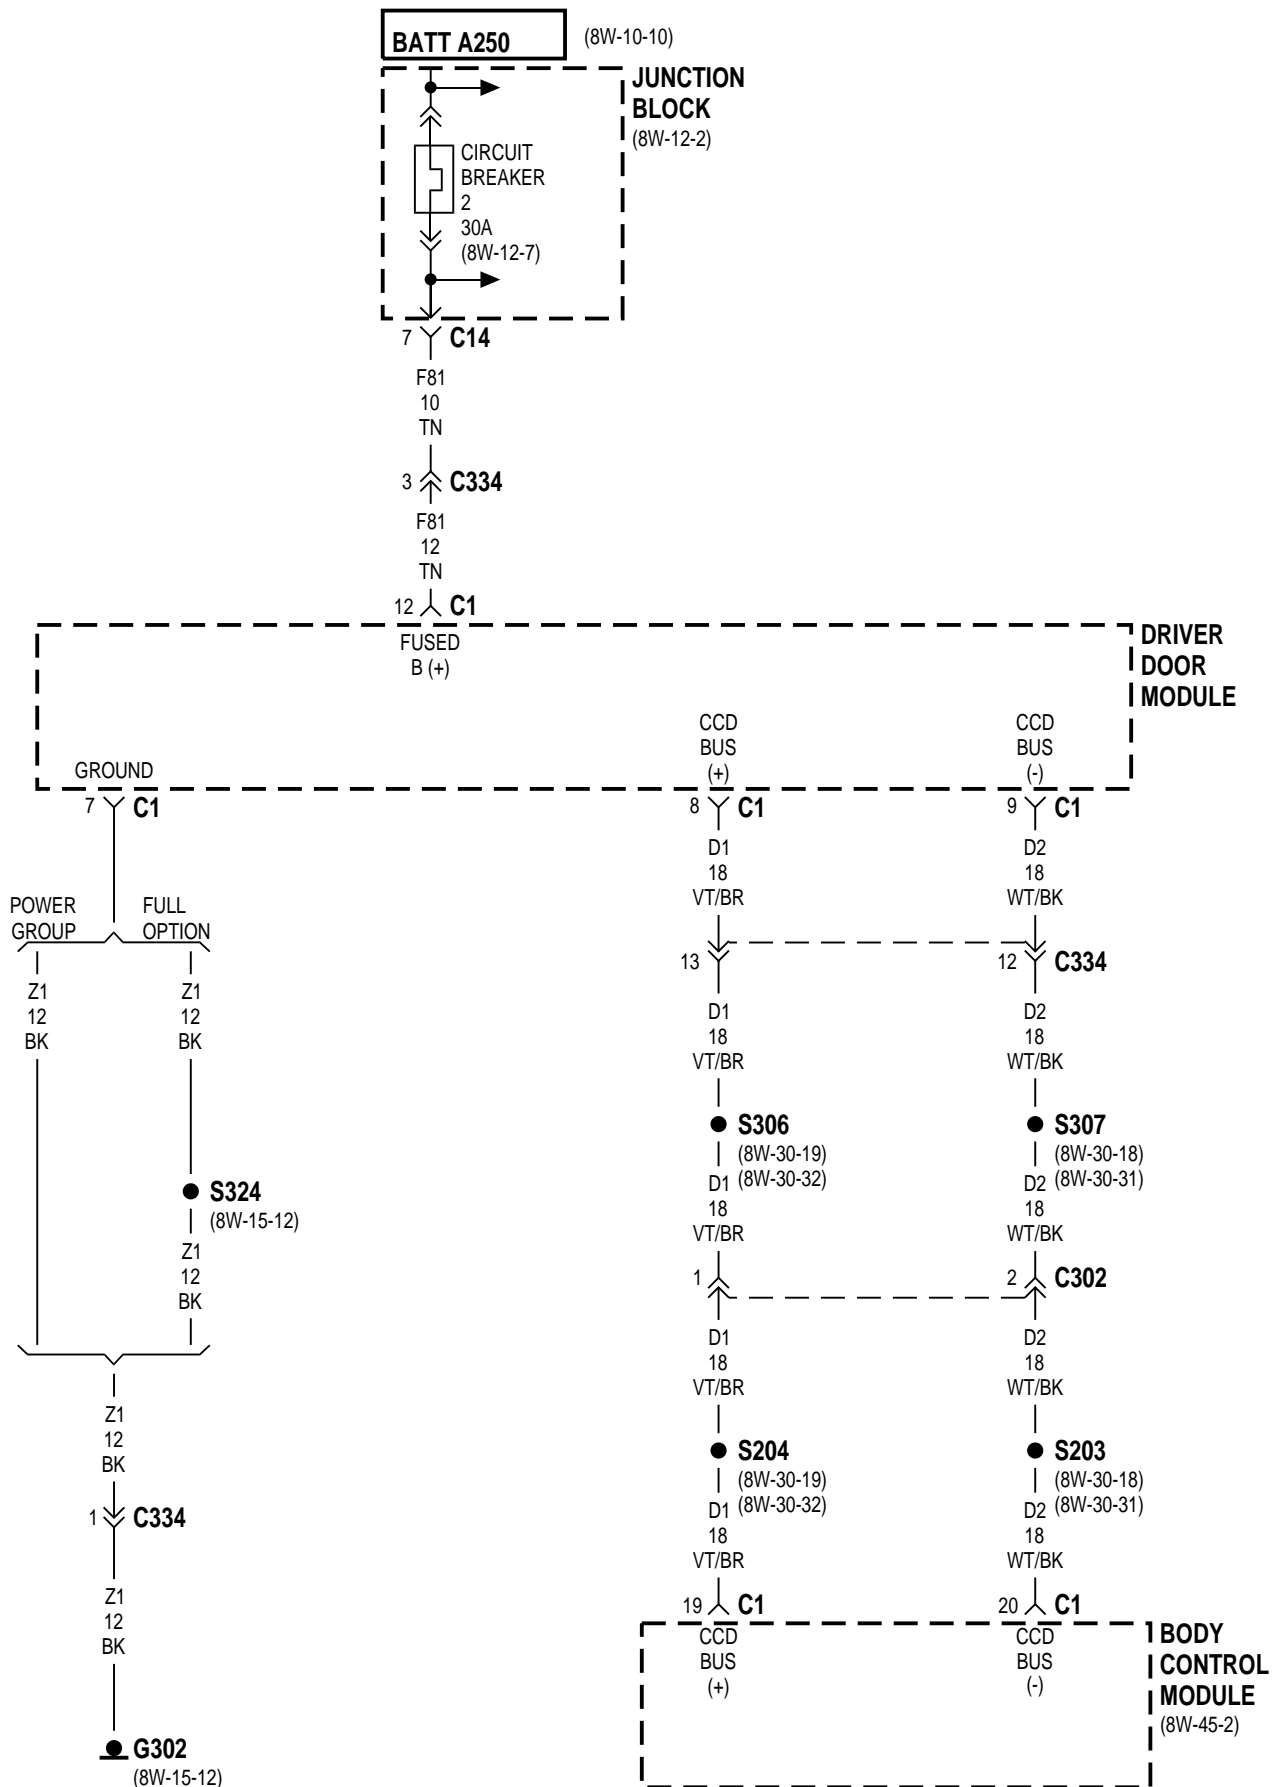 BATT A250
(8W-10-10)
JUNCTION
BLOCK
(8W-12-2)
CIRCUIT
BREAKER
2
30A
(8W-12-7)
7 C14
F81
10
TN
3 C334
F81
12
TN
12 C1
FUSED
B (+)
DRIVER
DOOR
MODULE
CCD
BUS
(+)
CCD
BUS
(-)
GROUND
7 C1
8 C1
9 C1
D1
18
VT/BR
D2
18
WT/BK
POWER
GROUP
FULL
OPTION
13
12 C334
Z1
12
BK
Z1
12
BK
D1
18
VT/BR
D2
18
WT/BK
S306
(8W-30-19)
(8W-30-32)
S307
(8W-30-18)
(8W-30-31)
S324
(8W-15-12)
D1
18
VT/BR
D2
18
WT/BK
Z1
12
BK
1
2 C302
D1
18
VT/BR
D2
18
WT/BK
Z1
12
BK
S204
(8W-30-19)
(8W-30-32)
S203
(8W-30-18)
(8W-30-31)
1 C334
D1
18
VT/BR
D2
18
WT/BK
Z1
12
BK
19 C1
20 C1
CCD
BUS
(+)
CCD
BUS
(-)
BODY
CONTROL
MODULE
(8W-45-2)
G302
(8W-15-12)